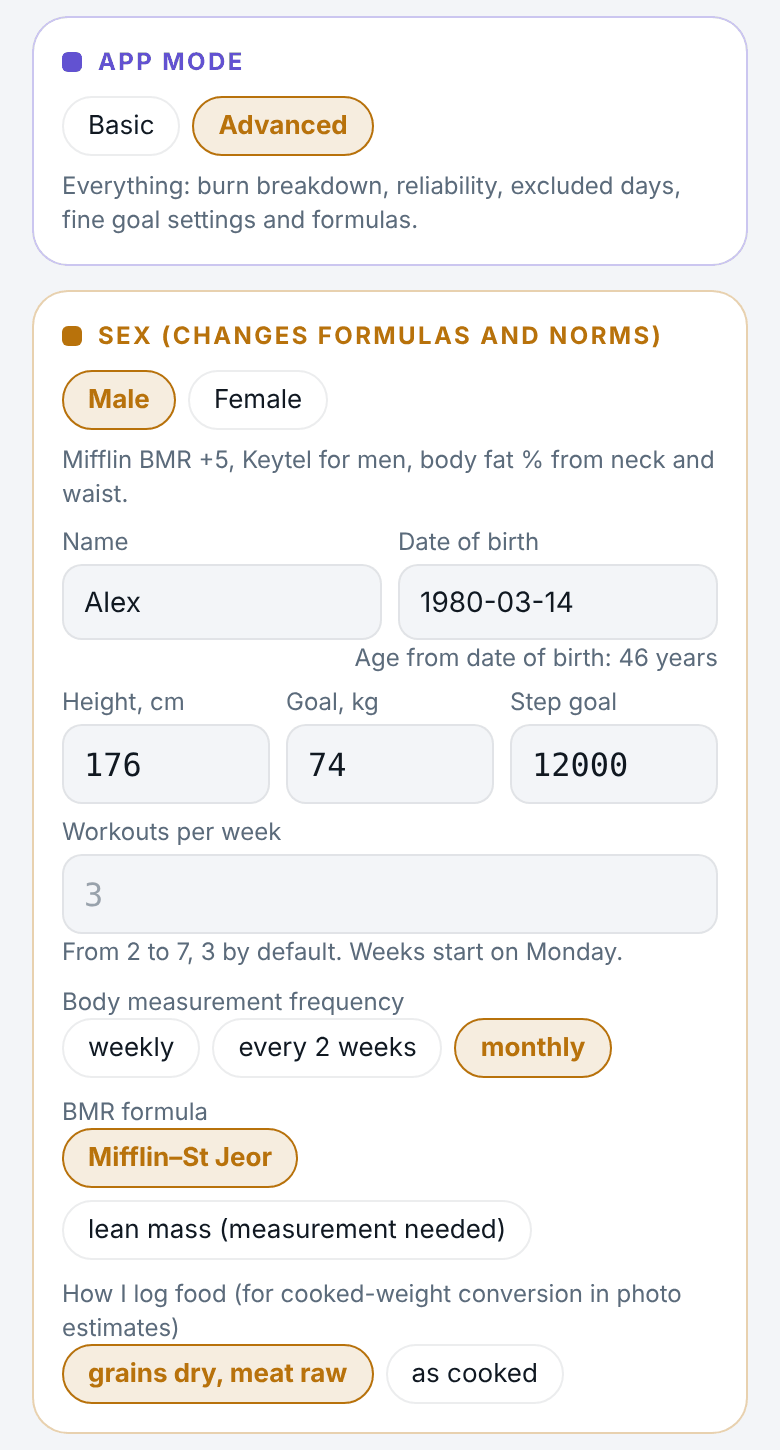 APP MODE
Basic
Advanced
Everything: burn breakdown, reliability, excluded days,
fine goal settings and formulas.
SEX (CHANGES FORMULAS AND NORMS)
Male
Female
Mifflin BMR +5, Keytel for men, body fat % from neck and
waist.
Name
Date of birth
Alex
1980-03-14
Age from date of birth: 46 years
Height, cm
Goal, kg
Step goal
176
74
12000
Workouts per week
3
From 2 to 7, 3 by default. Weeks start on Monday.
Body measurement frequency
weekly
every 2 weeks
monthly
BMR formula
Mifflin–St Jeor
lean mass (measurement needed)
How I log food (for cooked-weight conversion in photo
estimates)
grains dry, meat raw
as cooked